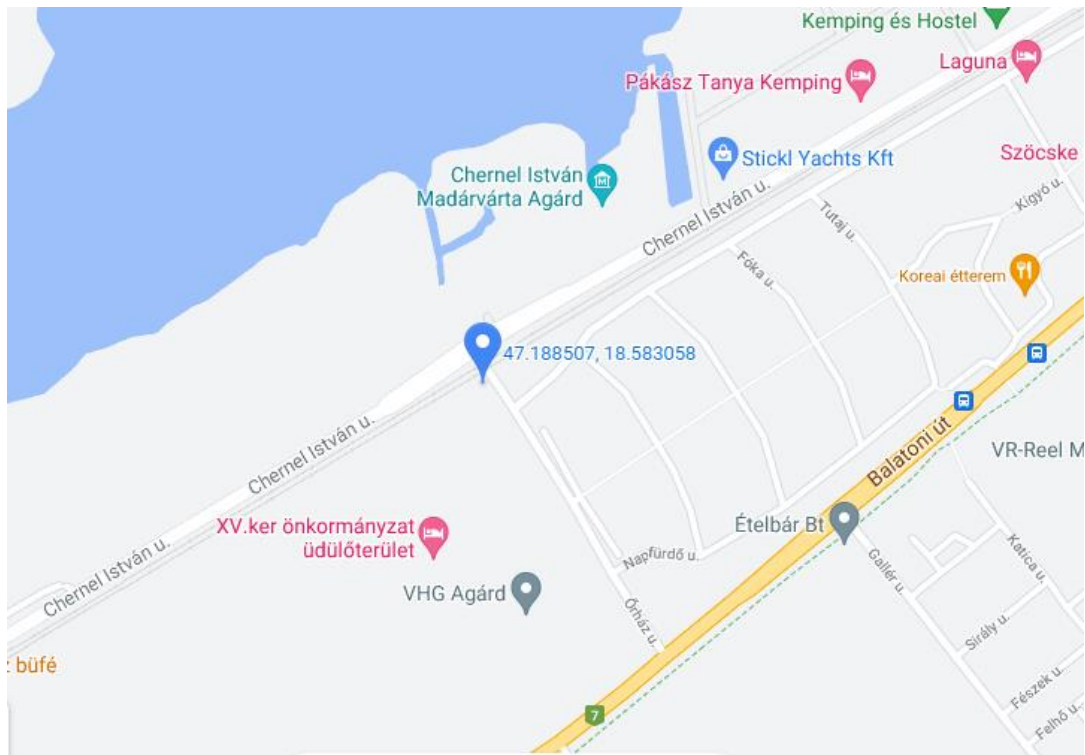 Kemping és Hostel
Laguna
Pákász Tanya Kemping
Stickl Yachts Kft
Szöcske
Chernel István
Madárvárta Agárd
Chernel István u.
Kígyó u.
Tutaj u.
Fóka u.
Koreai étterem
47.188507, 18.583058
Chernel István u.
Balatoni út
VR-Reel M
XV.ker önkormányzat
üdülőterület
Ételbár Bt
Chernel István u.
Napfürdő u.
Gallér u.
Katica u.
VHG Agárd
Őrház u.
Sirály u.
z büfé
Fészek u.
7
Felhő u.